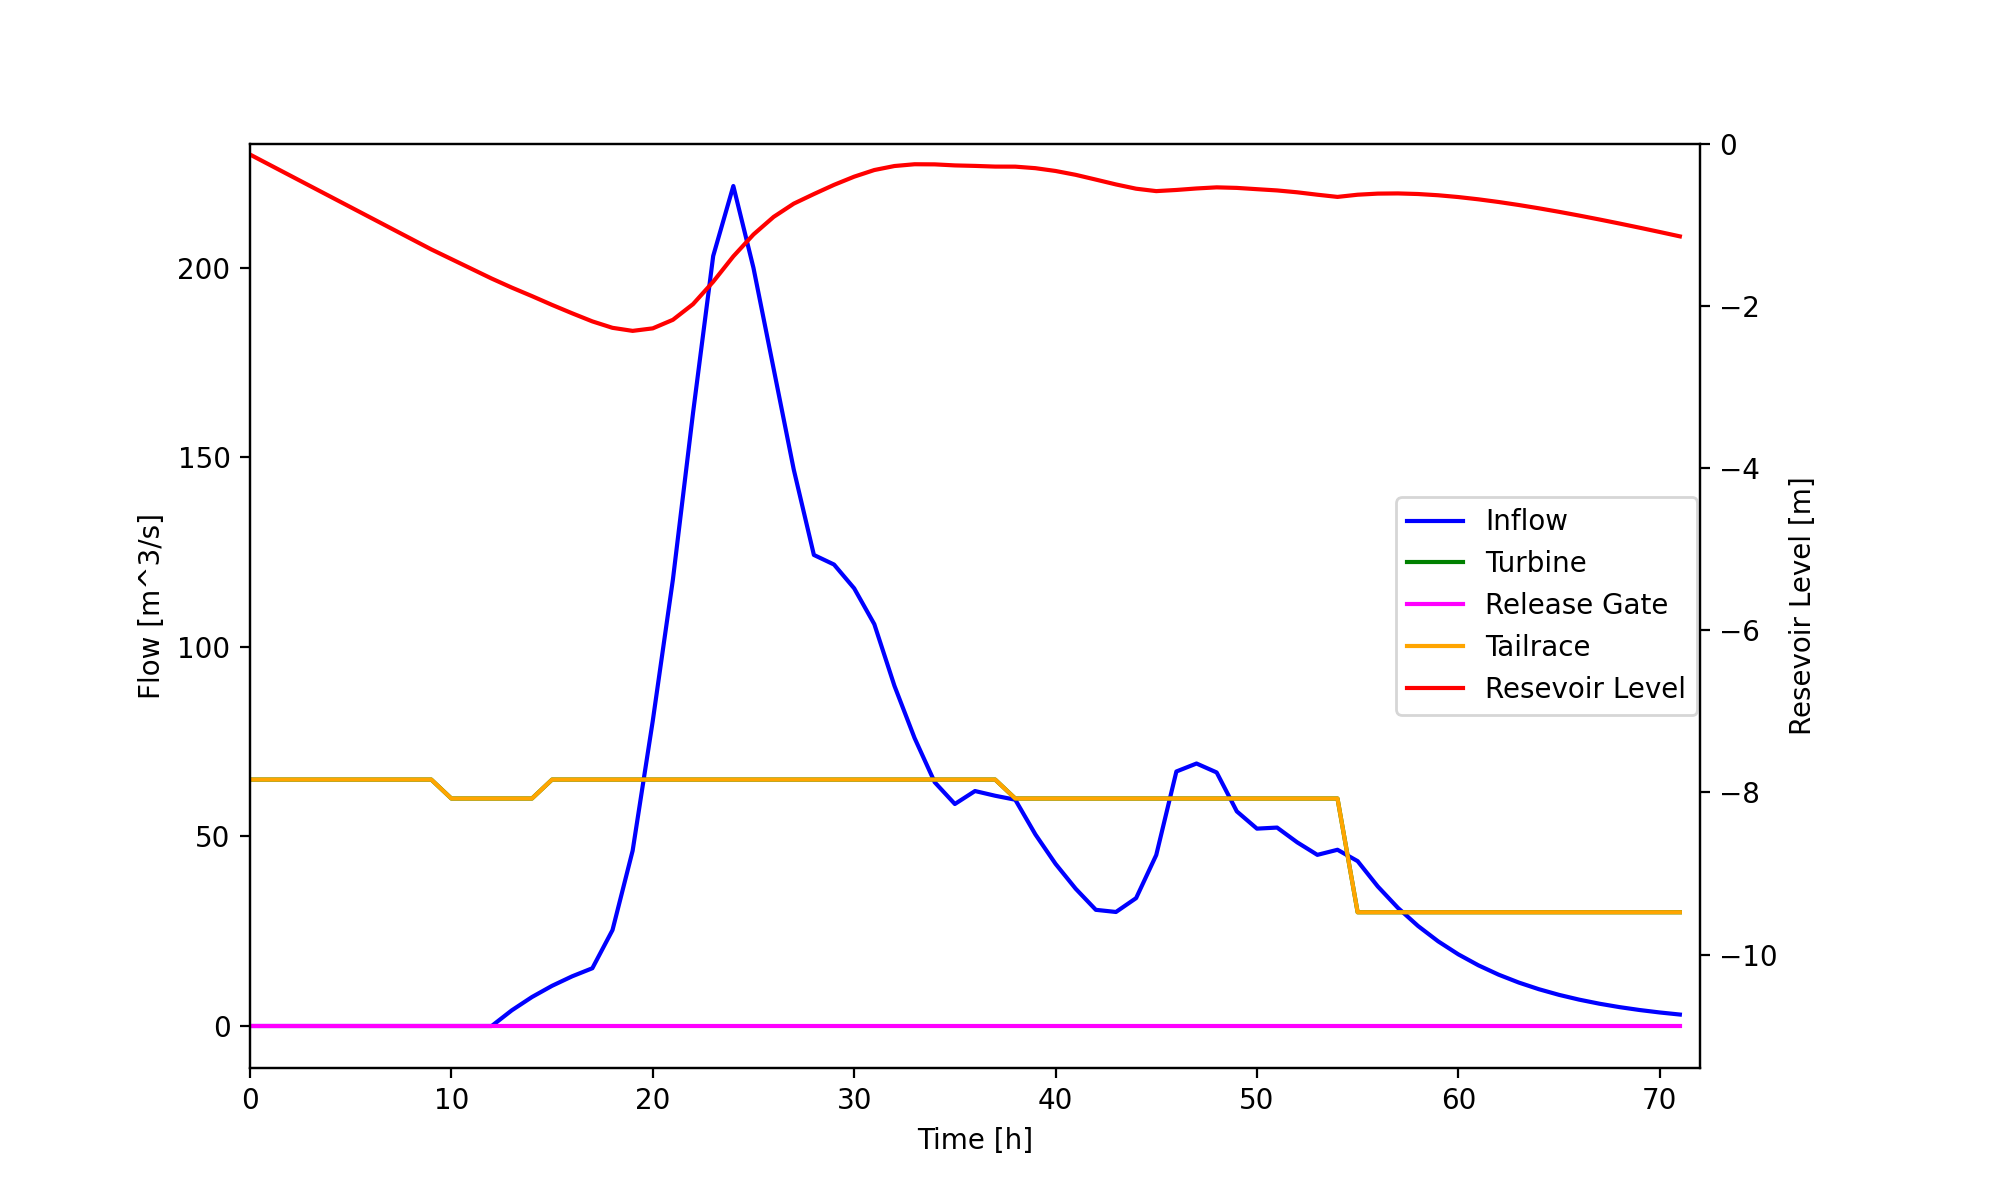 Flow [m^3/s]
200
150
100
50
0
0
−2
−4
−6
−8
−10
Resevoir Level [m]
Inflow
Turbine
Release Gate
Tailrace
Resevoir Level
0 10 20 30 40 50 60 70
Time [h]